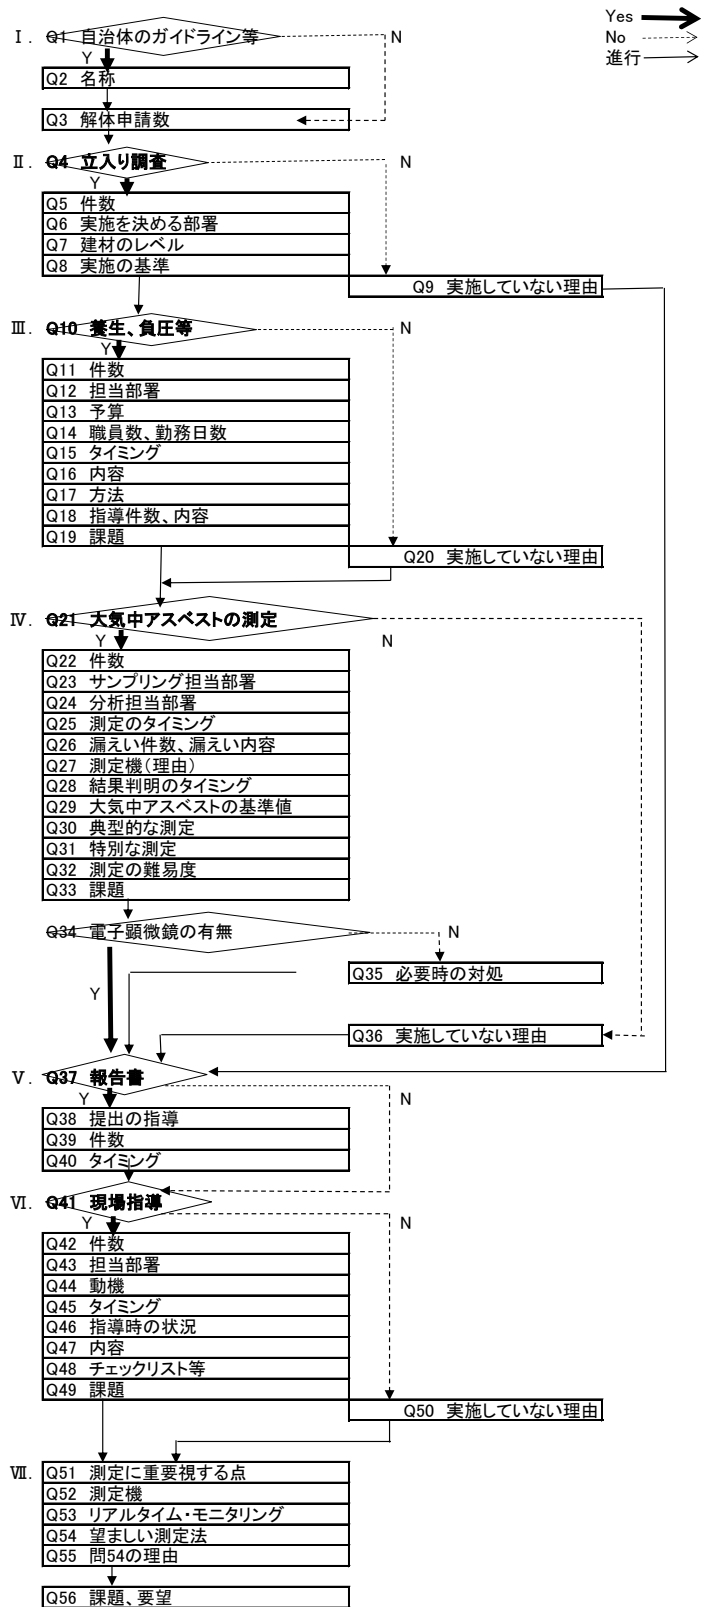 Yes
No
進行
Ⅰ. Q1 自治体のガイドライン等
N
Y
Q2 名称
Q3 解体申請数
Ⅱ. Q4 立入り調査
N
Y
Q5 件数
Q6 実施を決める部署
Q7 建材のレベル
Q8 実施の基準
Q9 実施していない理由
Ⅲ. Q10 養生、負圧等
N
Y
Q11 件数
Q12 担当部署
Q13 予算
Q14 職員数、勤務日数
Q15 タイミング
Q16 内容
Q17 方法
Q18 指導件数、内容
Q19 課題
Q20 実施していない理由
Ⅳ. Q21 大気中アスベストの測定
Y
N
Q22 件数
Q23 サンプリング担当部署
Q24 分析担当部署
Q25 測定のタイミング
Q26 漏えい件数、漏えい内容
Q27 測定機(理由)
Q28 結果判明のタイミング
Q29 大気中アスベストの基準値
Q30 典型的な測定
Q31 特別な測定
Q32 測定の難易度
Q33 課題
Q34 電子顕微鏡の有無
N
Q35 必要時の対処
Y
Q36 実施していない理由
Ⅴ. Q37 報告書
Y
N
Q38 提出の指導
Q39 件数
Q40 タイミング
Ⅵ. Q41 現場指導
Y
N
Q42 件数
Q43 担当部署
Q44 動機
Q45 タイミング
Q46 指導時の状況
Q47 内容
Q48 チェックリスト等
Q49 課題
Q50 実施していない理由
Ⅶ. Q51 測定に重要視する点
Q52 測定機
Q53 リアルタイム・モニタリング
Q54 望ましい測定法
Q55 問54の理由
Q56 課題、要望